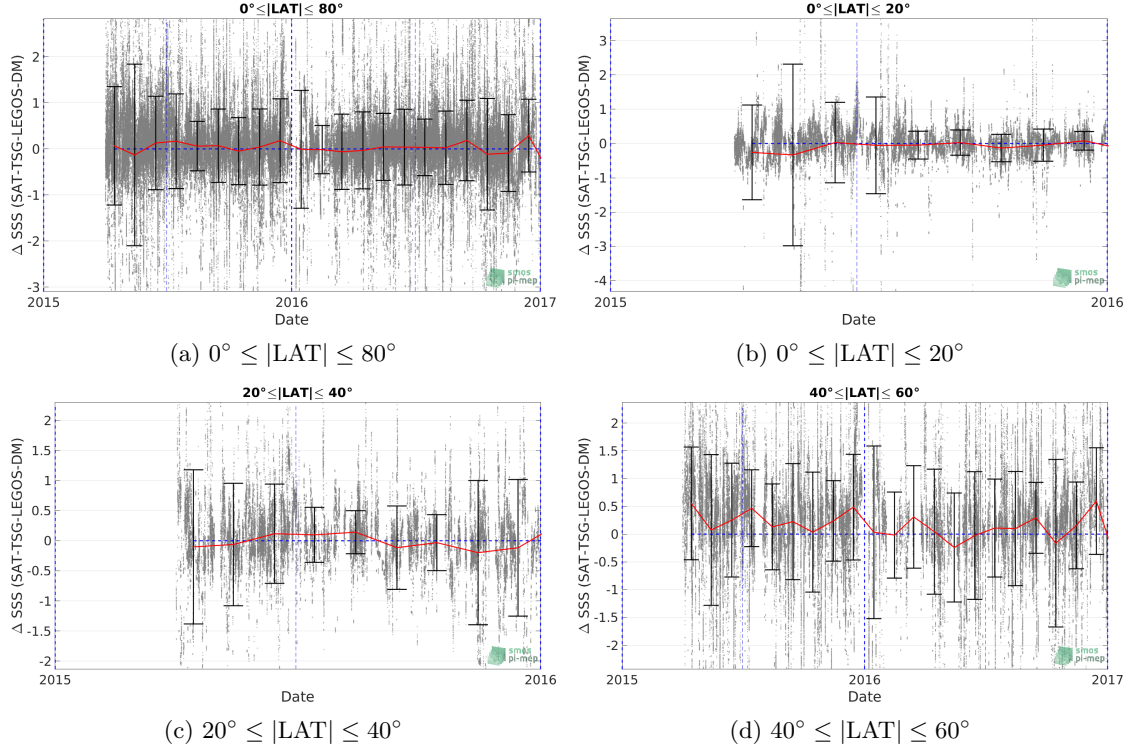 0°≤|LAT|≤ 80°
Δ SSS (SAT-TSG-LEGOS-DM)
2
1
0
-1
-2
-3
2015
2016
2017
Date
smos
pi-mep
(a) 0° ≤ |LAT| ≤ 80°
0°≤|LAT|≤ 20°
Δ SSS (SAT-TSG-LEGOS-DM)
3
2
1
0
-1
-2
-3
-4
2015
2016
Date
smos
pi-mep
(b) 0° ≤ |LAT| ≤ 20°
20°≤|LAT|≤ 40°
Δ SSS (SAT-TSG-LEGOS-DM)
2
1.5
1
0.5
0
-0.5
-1
-1.5
-2
2015
2016
Date
smos
pi-mep
(c) 20° ≤ |LAT| ≤ 40°
40°≤|LAT|≤ 60°
Δ SSS (SAT-TSG-LEGOS-DM)
2
1.5
1
0.5
0
-0.5
-1
-1.5
-2
2015
2016
2017
Date
smos
pi-mep
(d) 40° ≤ |LAT| ≤ 60°